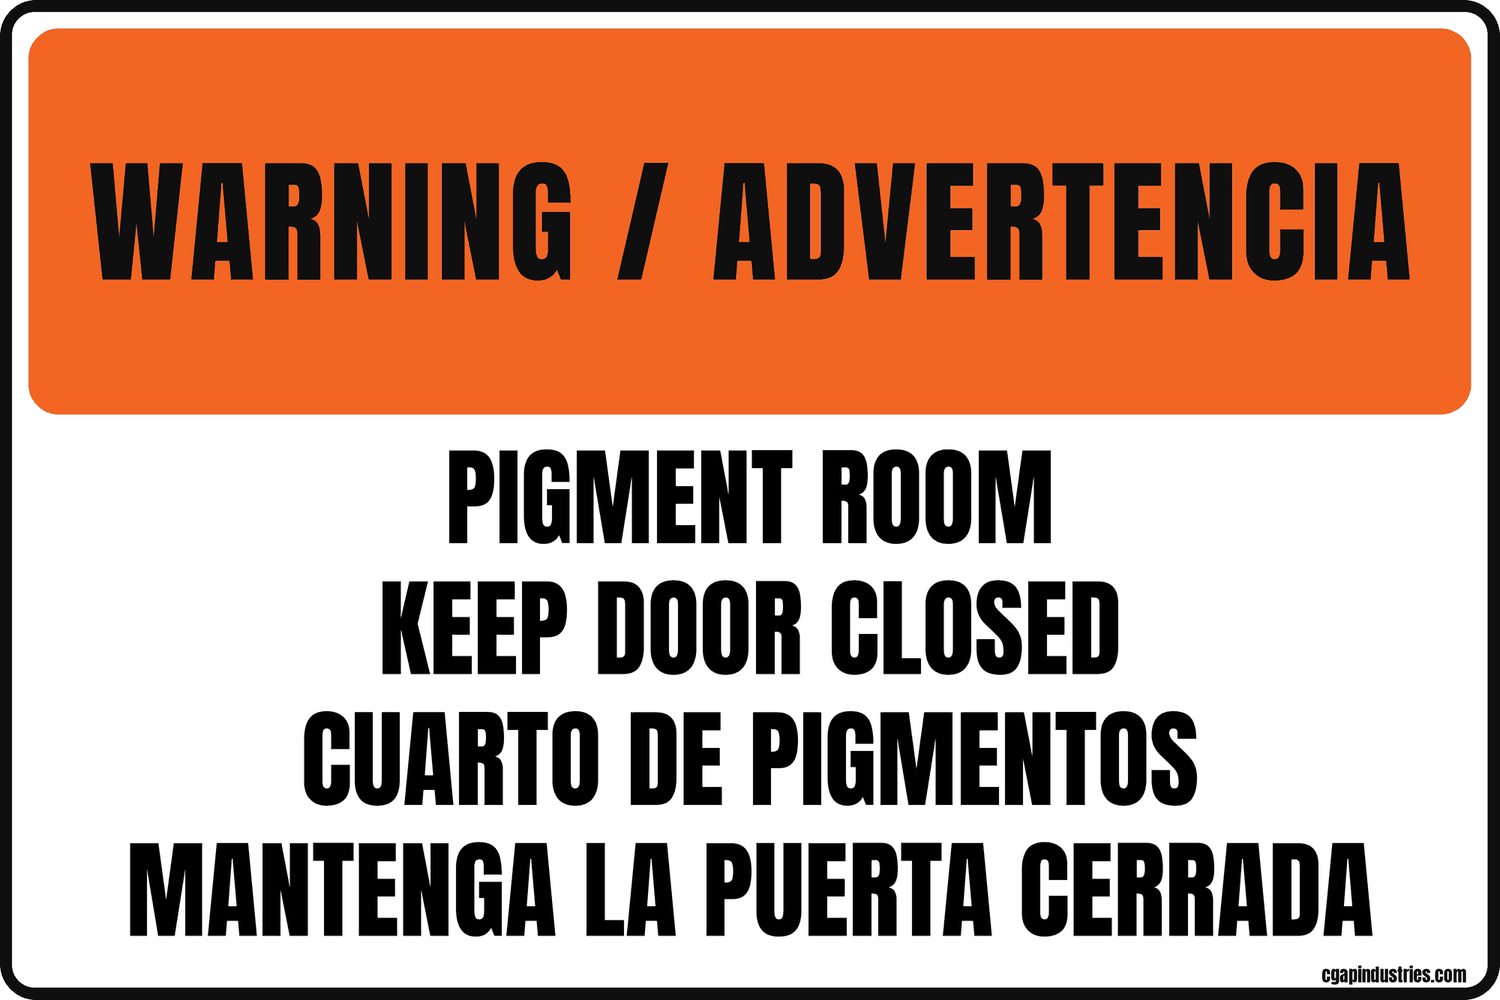 WARNING / ADVERTENCIA
PIGMENT ROOM
KEEP DOOR CLOSED
CUARTO DE PIGMENTOS
MANTENGA LA PUERTA CERRADA
cgapindustries.com